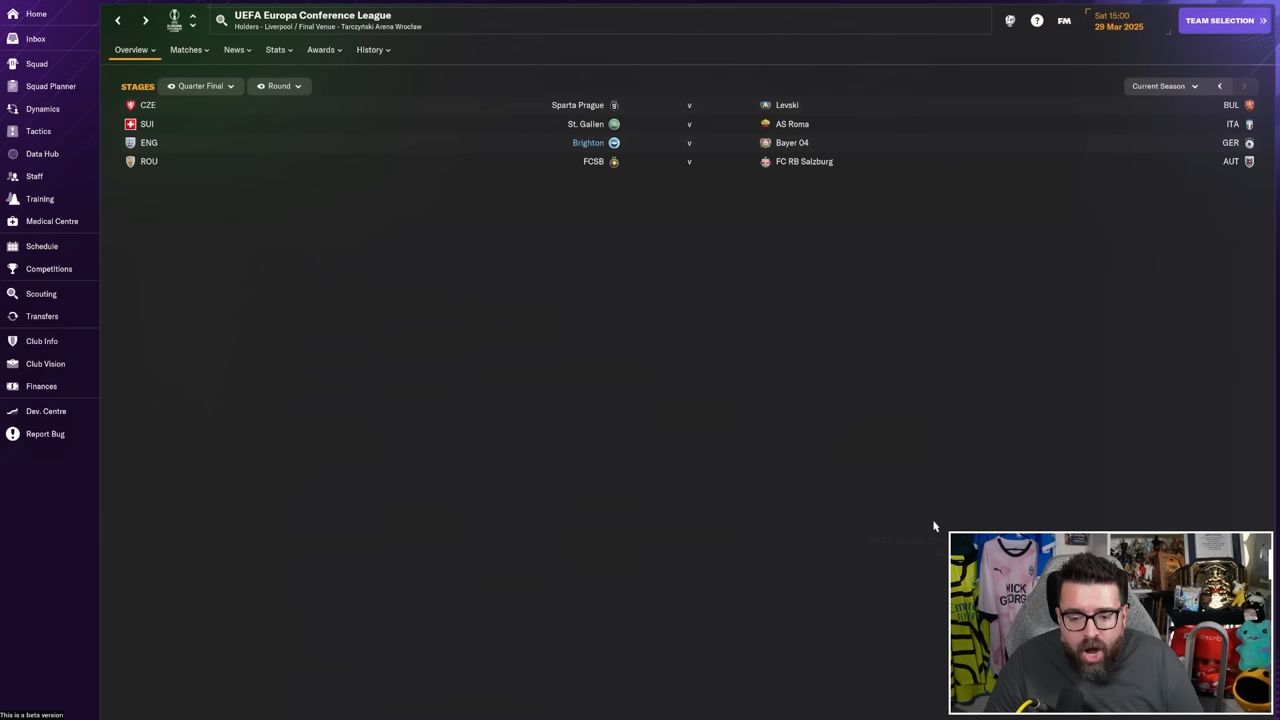 Home
Inbox
Squad
Squad Planner
Dynamics
Tactics
Data Hub
Staff
Training
Medical Centre
Schedule
Competitions
Scouting
Transfers
Club Info
Club Vision
Finances
Dev. Centre
Report Bug
This is a beta version
UEFA Europa Conference League
Holders - Liverpool / Final Venue - Tarczyński Arena Wrocław
FM
Sat 15:00
29 Mar 2025
TEAM SELECTION
Overview Matches News Stats Awards History
STAGES Quarter Final Round Current Season
CZE Sparta Prague v Levski BUL
SUI St. Gallen v AS Roma ITA
ENG Brighton v Bayer 04 GER
ROU FCSB v FC RB Salzburg AUT